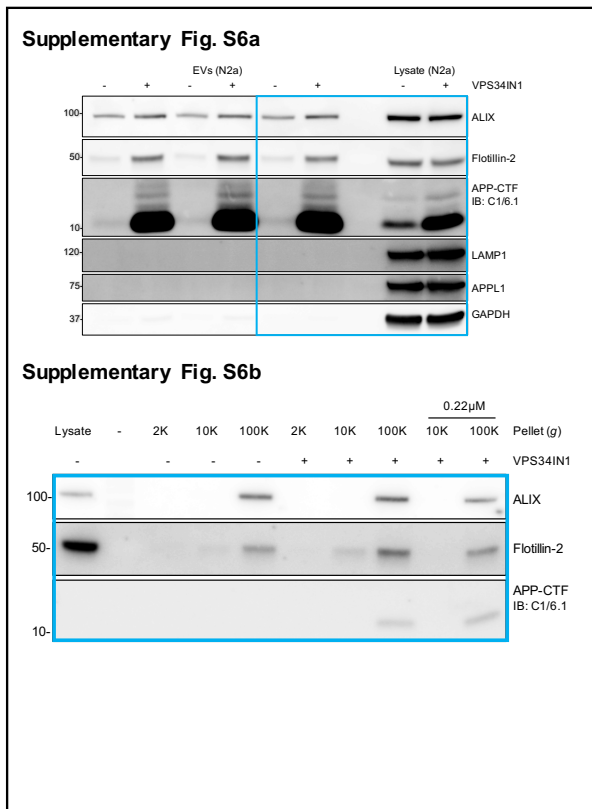 Supplementary Fig. S6a
EVs (N2a) Lysate (N2a)
- + - + - + - + VPS34IN1
100- ALIX
50- Flotillin-2
APP-CTF
IB: C1/6.1
10-
120- LAMP1
75- APPL1
37- GAPDH
Supplementary Fig. S6b
0.22µM
Lysate - 2K 10K 100K 2K 10K 100K 10K 100K Pellet (g)
- - - - + + + + + VPS34IN1
100- ALIX
50- Flotillin-2
APP-CTF
IB: C1/6.1
10-